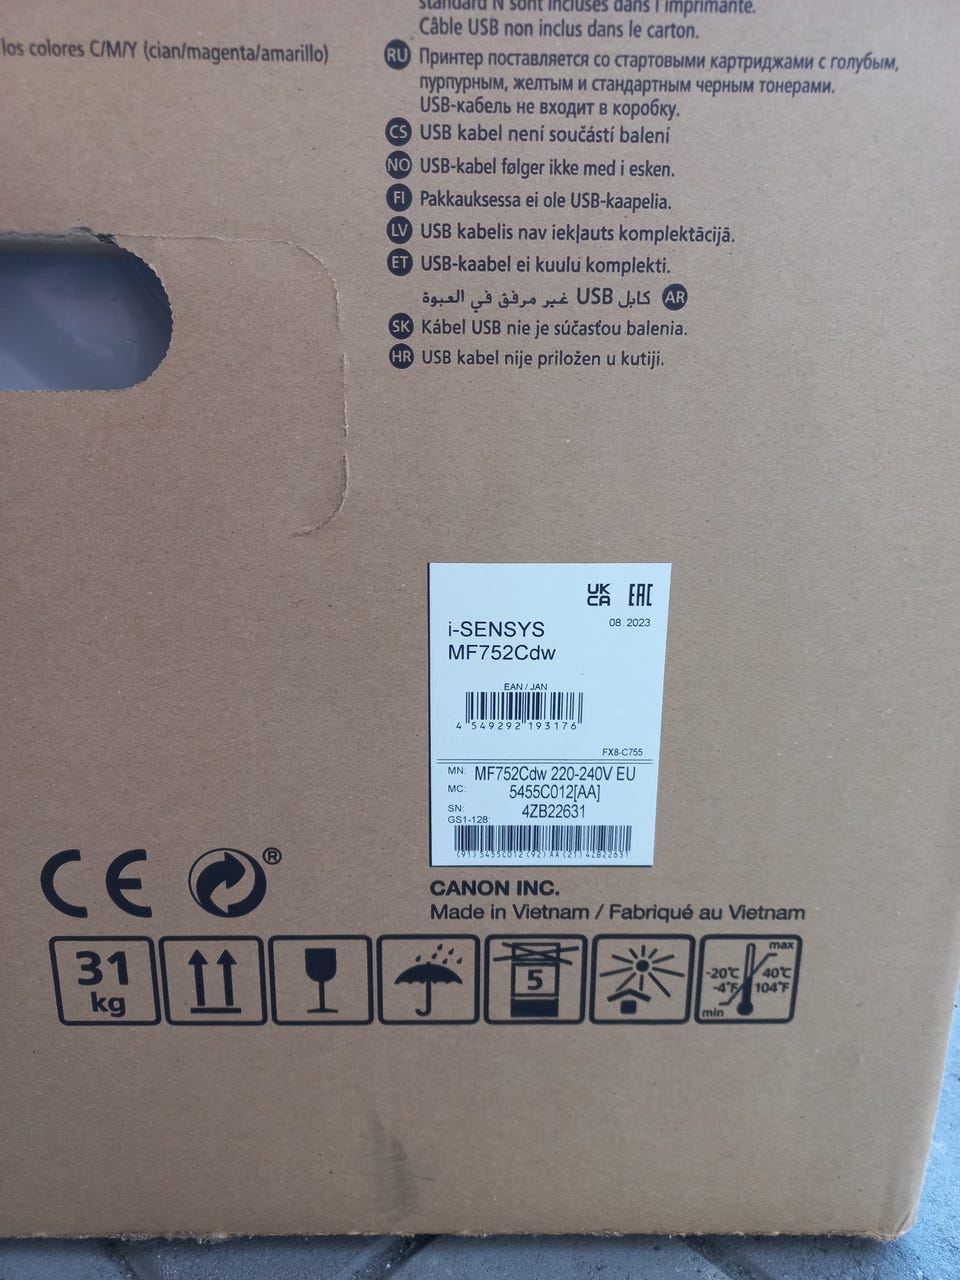 standard N sont incluses dans l'imprimante.
Câble USB non inclus dans le carton.
los colores C/M/Y (cian/magenta/amarillo)
RU Принтер поставляется со стартовыми картриджами с голубым,
пурпурным, желтым и стандартным черным тонерами.
USB-кабель не входит в коробку.
CS USB kabel není součástí balení
NO USB-kabel følger ikke med i esken.
FI Pakkauksessa ei ole USB-kaapelia.
LV USB kabelis nav iekļauts komplektācijā.
ET USB-kaabel ei kuulu komplekti.
AR كابل USB غير مرفق في العبوة
SK Kábel USB nie je súčasťou balenia.
HR USB kabel nije priložen u kutiji.
UK
CA EAC
08.2023
i-SENSYS
MF752Cdw
EAN / JAN
4 549292 193176
FX8-C755
MN: MF752Cdw 220-240V EU
MC: 5455C012[AA]
SN: 4ZB22631
GS1-128:
(91)5455C012(92)AA(21)4ZB22631
CE ®
CANON INC.
Made in Vietnam / Fabriqué au Vietnam
31
kg
5
max
-20°C 40°C
-4°F 104°F
min